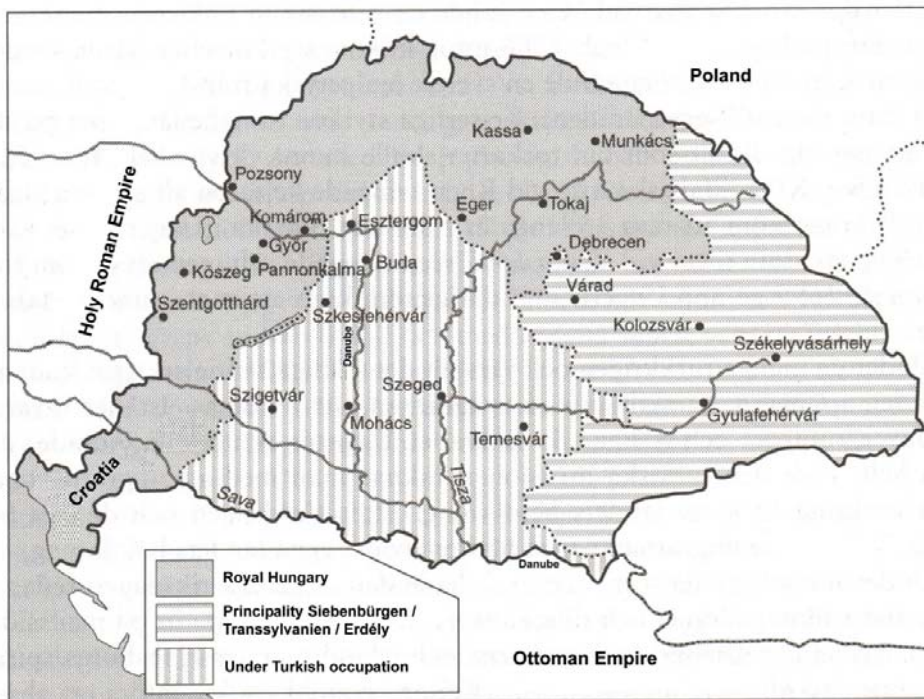 Poland
Kassa
Munkács
Pozsony
Holy Roman Empire
Komárom
Esztergom
Eger
Tokaj
Győr
Debrecen
Kőszeg
Pannonkalma
Buda
Szentgotthárd
Várad
Szkesfehérvár
Danube
Kolozsvár
Székelyvásárhely
Szigetvár
Szeged
Mohács
Gyulafehérvár
Temesvár
Croatia
Sava
Tisza
Danube
Royal Hungary
Principality Siebenbürgen /
Transsylvanien / Erdély
Under Turkish occupation
Ottoman Empire